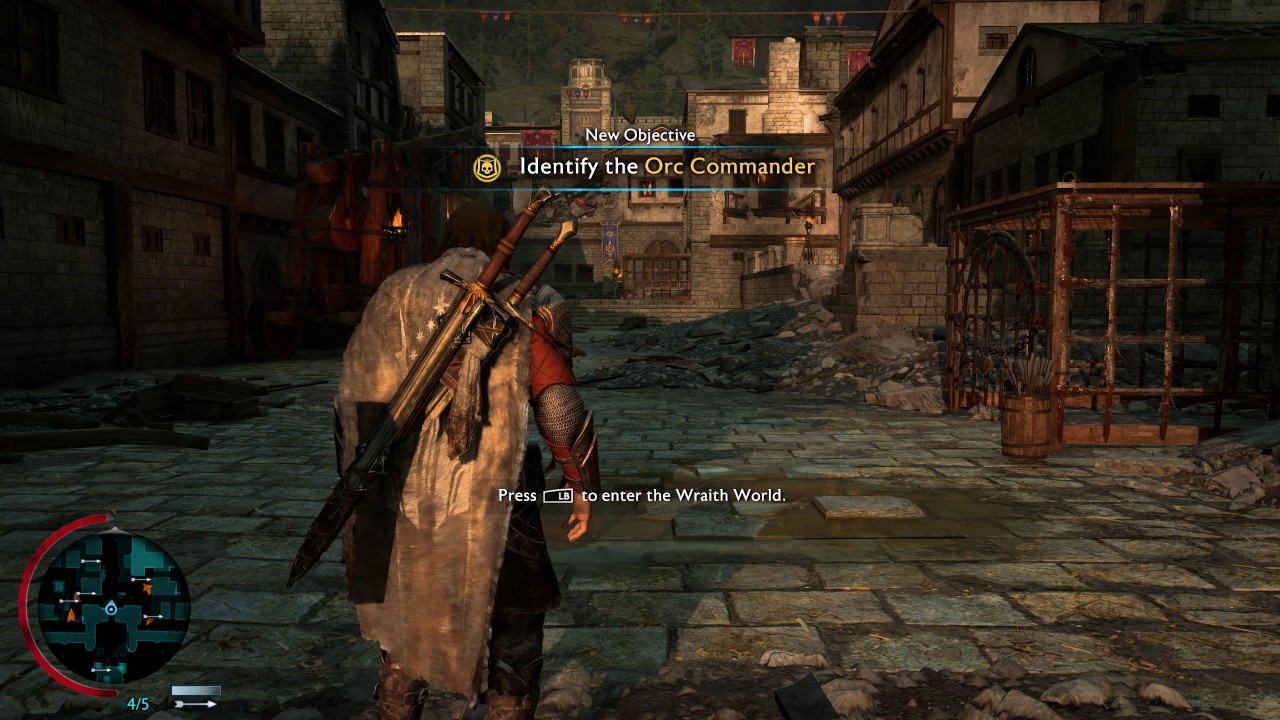 New Objective
Identify the Orc Commander
Press LB to enter the Wraith World.
4/5